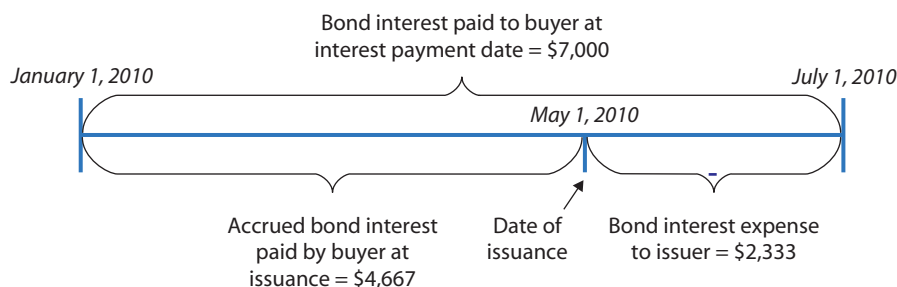 Bond interest paid to buyer at
interest payment date = $7,000
January 1, 2010
July 1, 2010
May 1, 2010
Accrued bond interest
paid by buyer at
issuance = $4,667
Date of
issuance
Bond interest expense
to issuer = $2,333